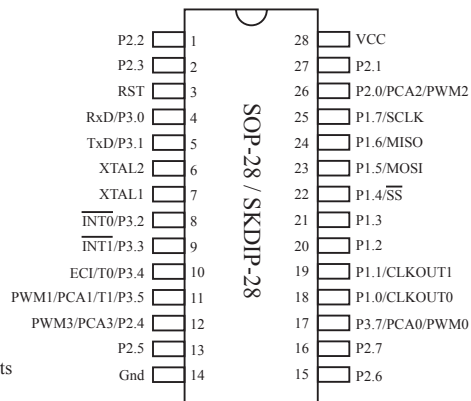 P2.2 1
P2.3 2
RST 3
RxD/P3.0 4
TxD/P3.1 5
XTAL2 6
XTAL1 7
INT0/P3.2 8
INT1/P3.3 9
ECI/T0/P3.4 10
PWM1/PCA1/T1/P3.5 11
PWM3/PCA3/P2.4 12
P2.5 13
Gnd 14
ts
SOP-28 / SKDIP-28
28 VCC
27 P2.1
26 P2.0/PCA2/PWM2
25 P1.7/SCLK
24 P1.6/MISO
23 P1.5/MOSI
22 P1.4/SS
21 P1.3
20 P1.2
19 P1.1/CLKOUT1
18 P1.0/CLKOUT0
17 P3.7/PCA0/PWM0
16 P2.7
15 P2.6